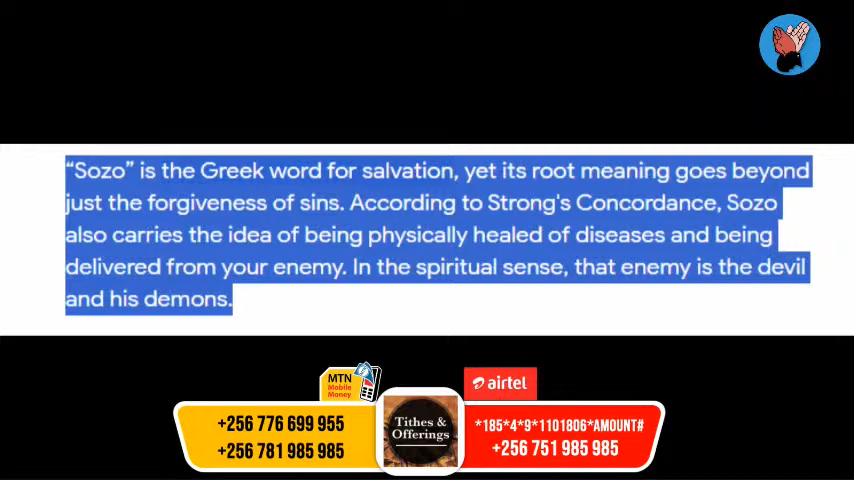 “Sozo” is the Greek word for salvation, yet its root meaning goes beyond
just the forgiveness of sins. According to Strong's Concordance, Sozo
also carries the idea of being physically healed of diseases and being
delivered from your enemy. In the spiritual sense, that enemy is the devil
and his demons.
MTN
Mobile
Money
airtel
+256 776 699 955
+256 781 985 985
Tithes &
Offerings
*185*4*9*1101806*AMOUNT#
+256 751 985 985